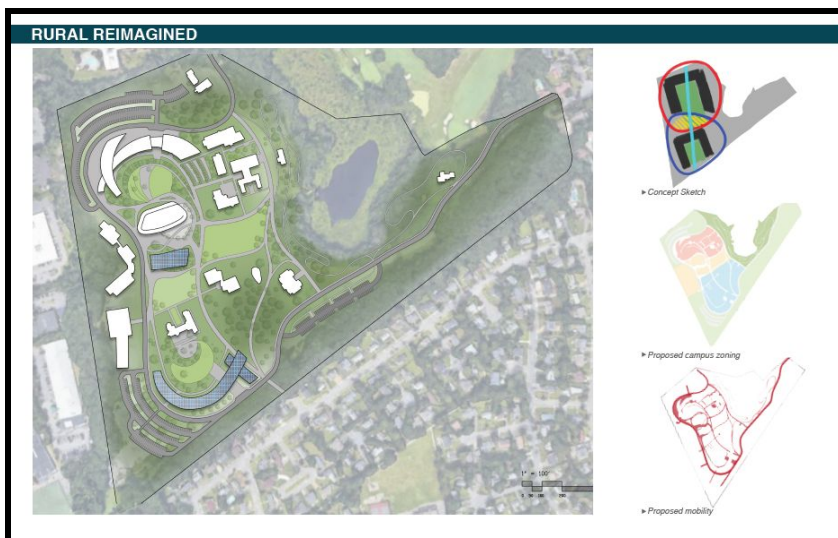 RURAL REIMAGINED
▸ Concept Sketch
▸ Proposed campus zoning
1" = 100'
▸ Proposed mobility